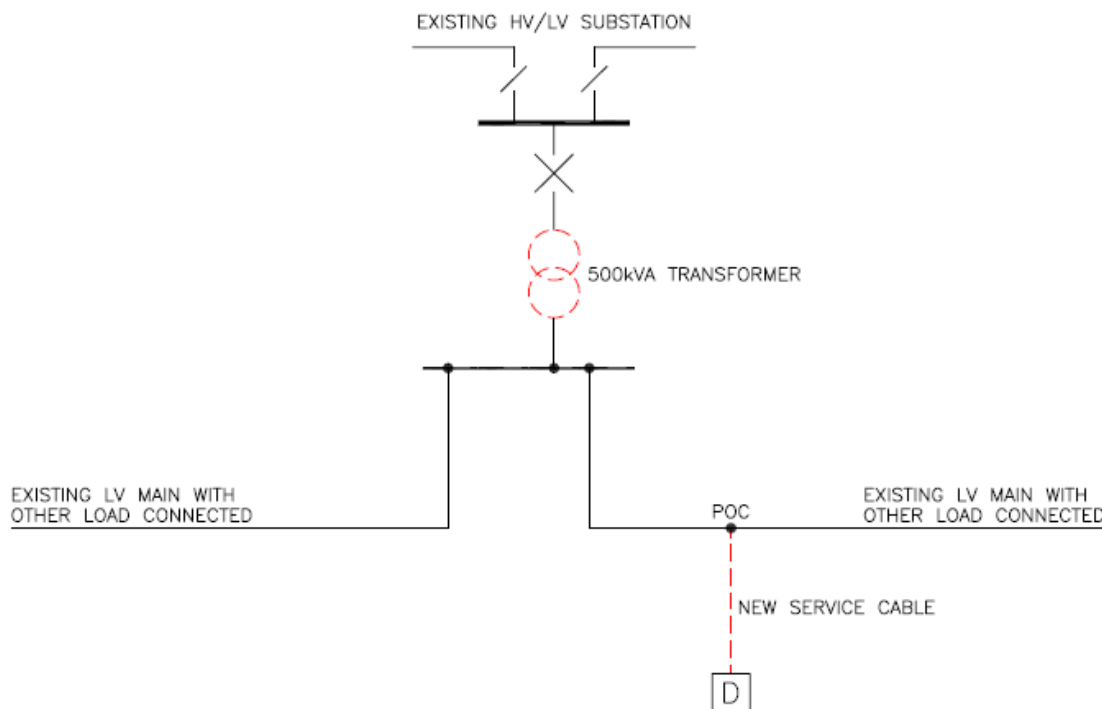 EXISTING HV/LV SUBSTATION
500kVA TRANSFORMER
EXISTING LV MAIN WITH
OTHER LOAD CONNECTED
POC
EXISTING LV MAIN WITH
OTHER LOAD CONNECTED
NEW SERVICE CABLE
D